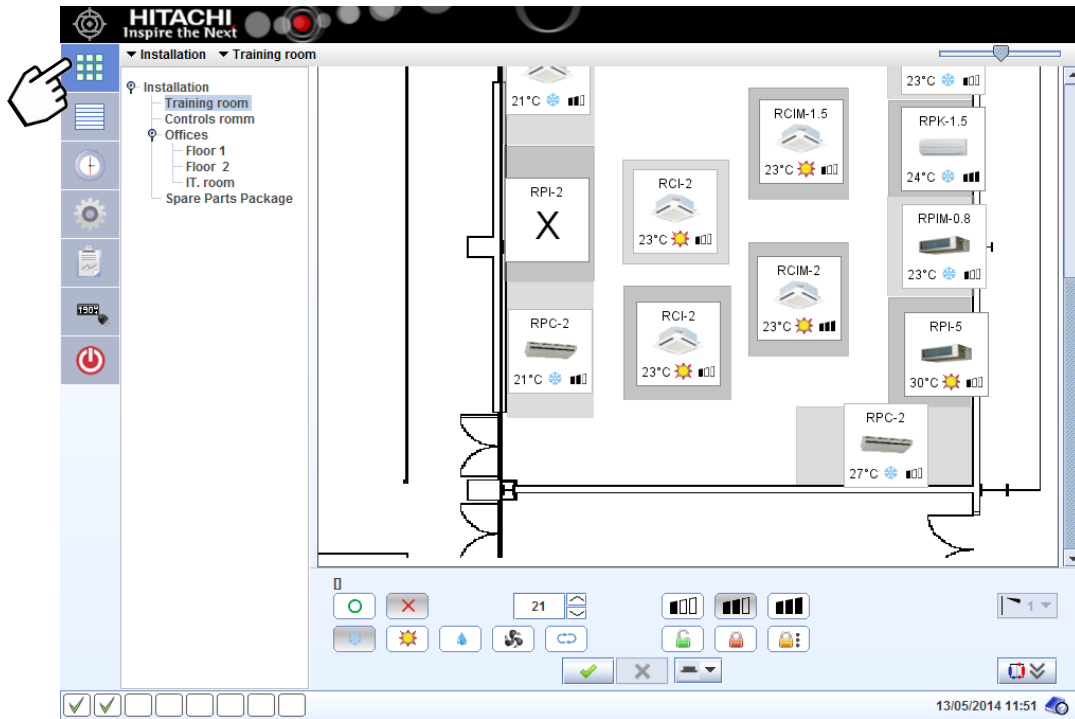 HITACHI
Inspire the Next
Installation Training room
Installation
Training room
Controls romm
Offices
Floor 1
Floor 2
IT. room
Spare Parts Package
21°C
RPI-2
X
RPC-2
21°C
RCI-2
23°C
RCI-2
23°C
RCIM-1.5
23°C
RCIM-2
23°C
23°C
RPK-1.5
24°C
RPIM-0.8
23°C
RPI-5
30°C
RPC-2
27°C
[]
21
1
13/05/2014 11:51